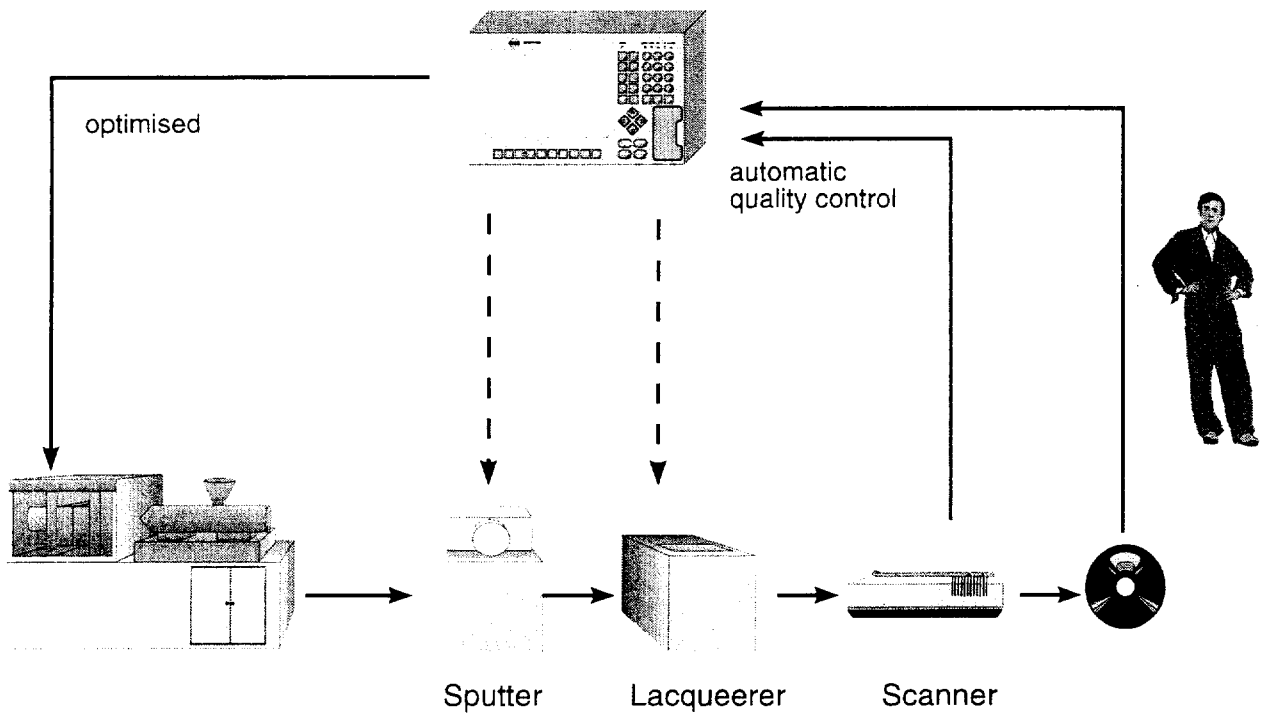 optimised
automatic
quality control
Sputter
Lacqueerer
Scanner